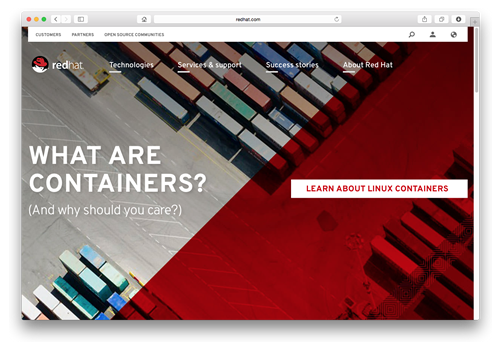 redhat.com
CUSTOMERS PARTNERS OPEN SOURCE COMMUNITIES
redhat. Technologies Services & support Success stories About Red Hat
WHAT ARE
CONTAINERS?
(And why should you care?)
LEARN ABOUT LINUX CONTAINERS